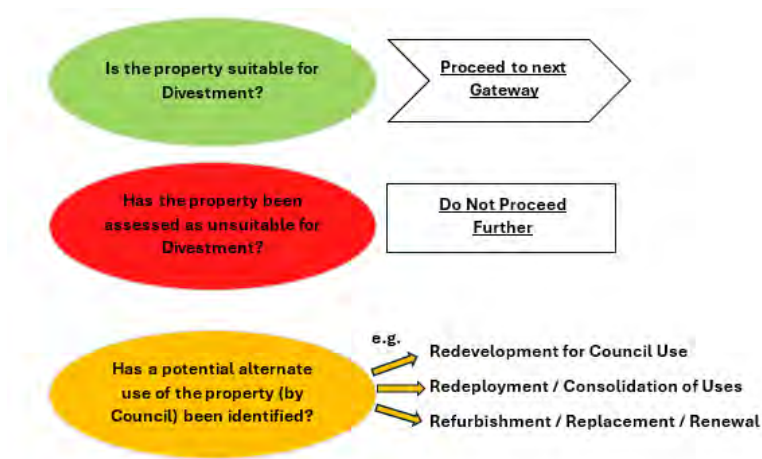 Is the property suitable for
Divestment?
Proceed to next
Gateway
Has the property been
assessed as unsuitable for
Divestment?
Do Not Proceed
Further
Has a potential alternate
use of the property (by
Council) been identified?
e.g.
Redevelopment for Council Use
Redeployment / Consolidation of Uses
Refurbishment / Replacement / Renewal